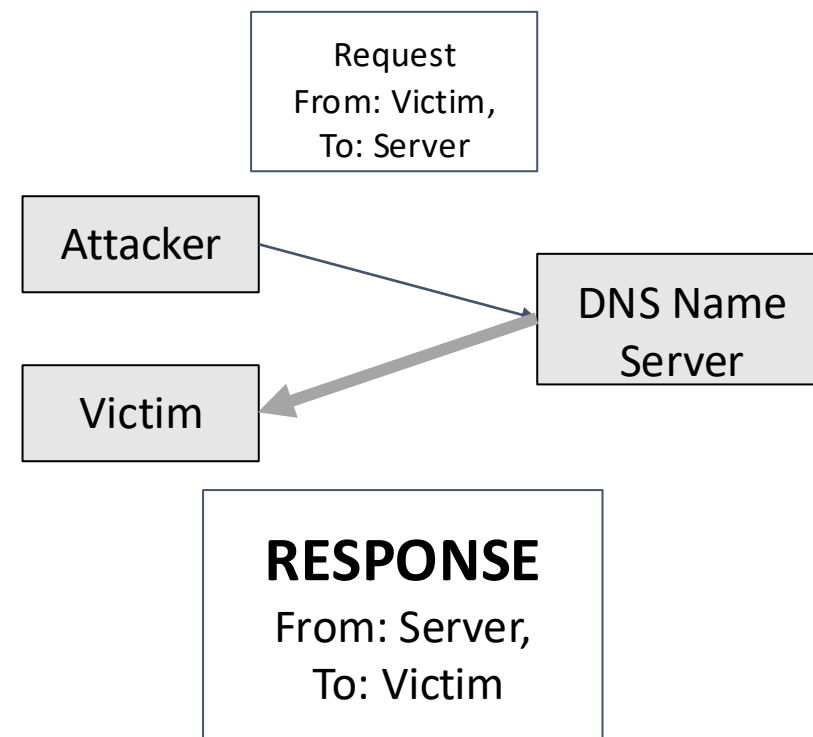 Request
From: Victim,
To: Server
Attacker
DNS Name
Server
Victim
RESPONSE
From: Server,
To: Victim